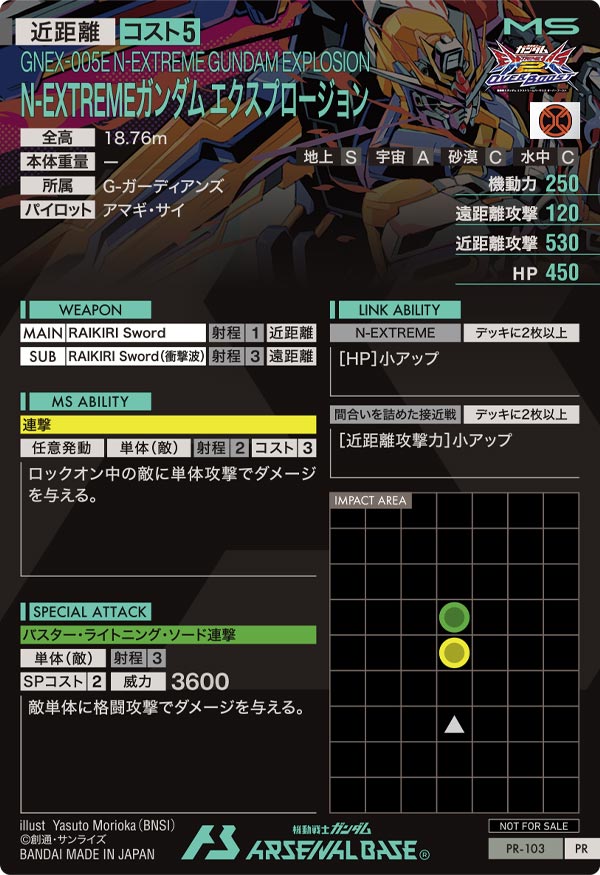 近距離 コスト5
MS
GNEX-005E N-EXTREME GUNDAM EXPLOSION
N-EXTREMEガンダム エクスプロージョン
ガンダム
OVERBOOST
全高 18.76m
本体重量 ー
所属 G-ガーディアンズ
パイロット アマギ・サイ
地上 S 宇宙 A 砂漠 C 水中 C
機動力 250
遠距離攻撃 120
近距離攻撃 530
HP 450
WEAPON
MAIN RAIKIRI Sword 射程 1 近距離
SUB RAIKIRI Sword(衝撃波) 射程 3 遠距離
MS ABILITY
連撃
任意発動 単体(敵) 射程 2 コスト 3
ロックオン中の敵に単体攻撃でダメージ
を与える。
SPECIAL ATTACK
バスター・ライトニング・ソード連撃
単体(敵) 射程 3
SPコスト 2 威力 3600
敵単体に格闘攻撃でダメージを与える。
LINK ABILITY
N-EXTREME デッキに2枚以上
[HP]小アップ
間合いを詰めた接近戦 デッキに2枚以上
[近距離攻撃力]小アップ
IMPACT AREA
illust Yasuto Morioka(BNSI)
©創通・サンライズ
BANDAI MADE IN JAPAN
機動戦士ガンダム
ARSENAL BASE®
NOT FOR SALE
PR-103 PR